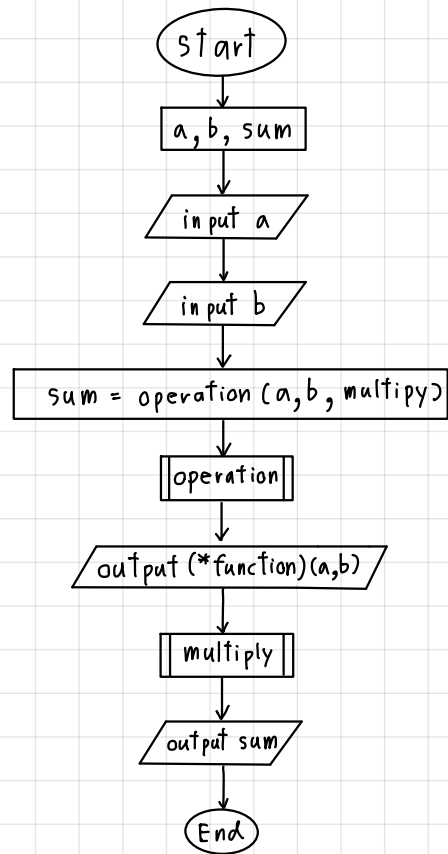 start
a, b, sum
input a
input b
sum = operation (a,b, multipy)
operation
output (*function)(a,b)
multiply
output sum
End